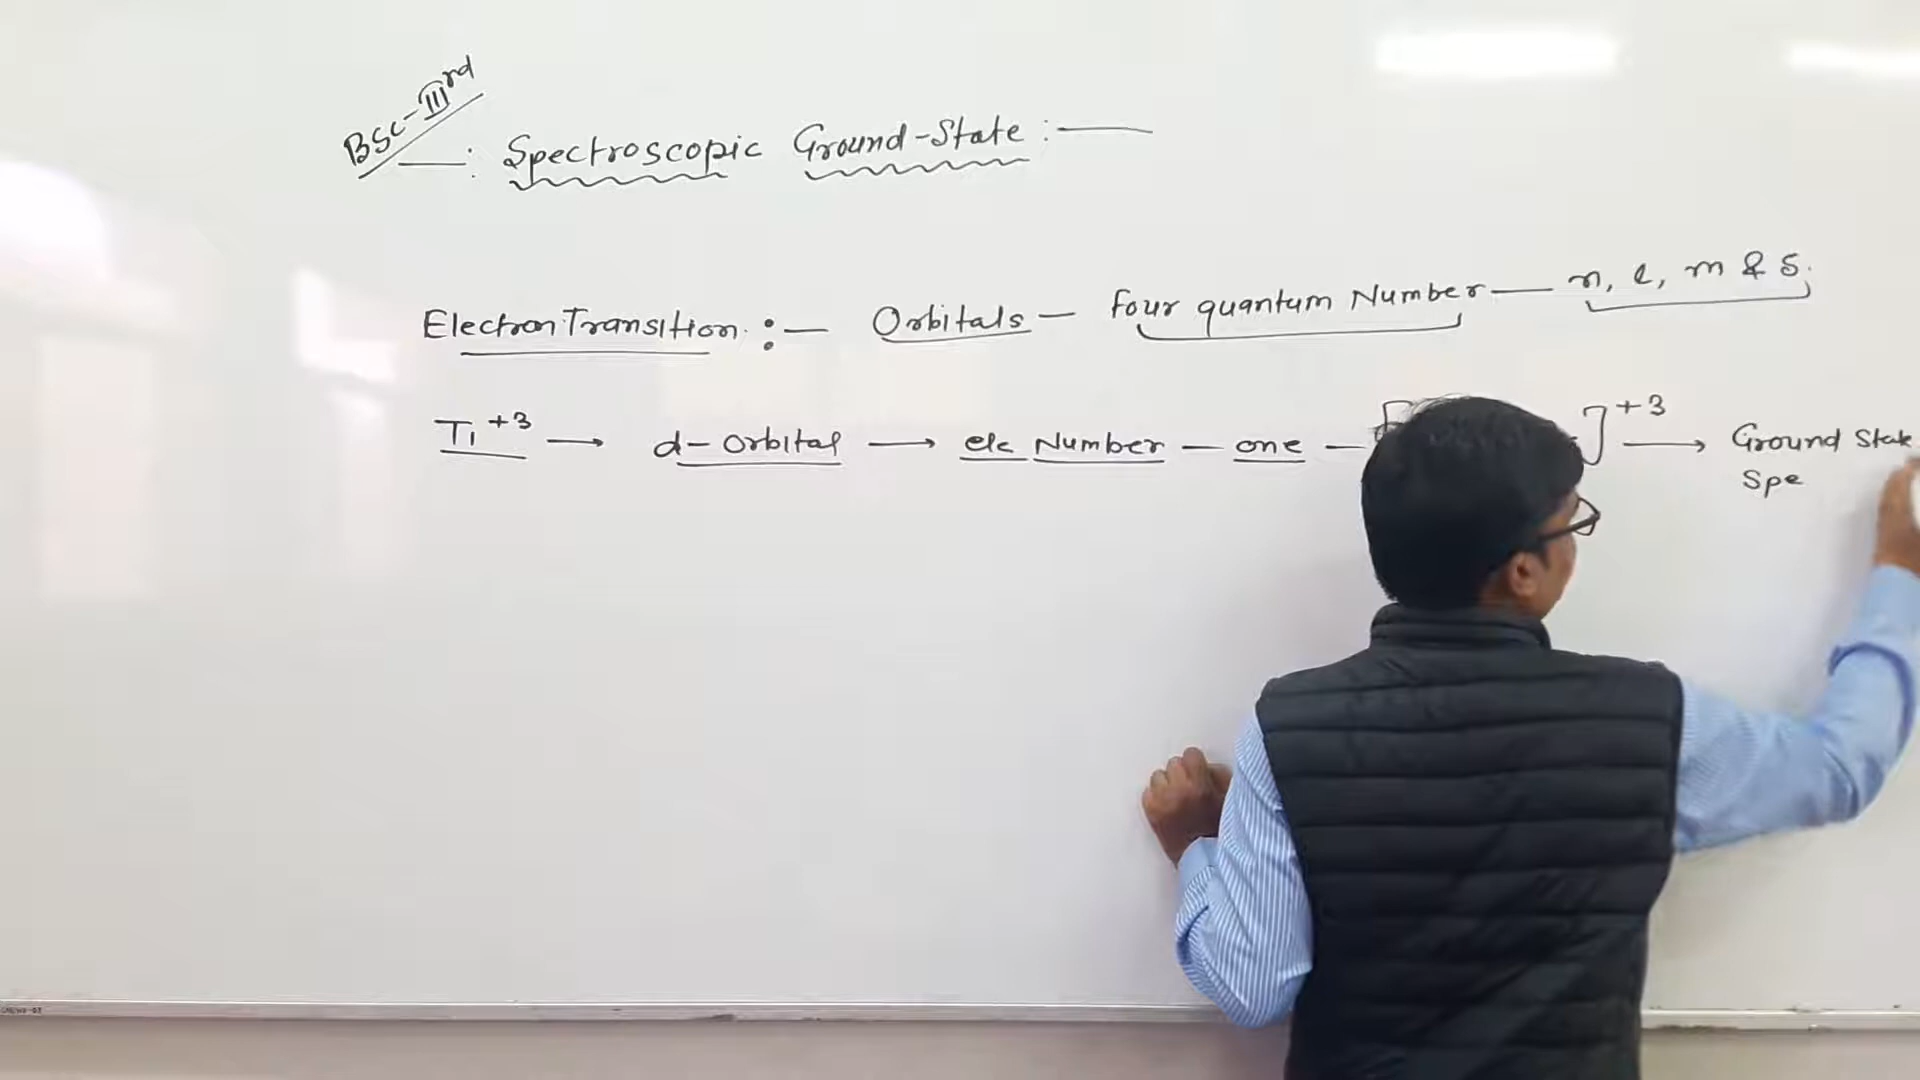 BSc-IIIrd
—: Spectroscopic Ground-State :—
Electron Transition :— Orbitals — Four quantum Number — n, l, m & s.
Ti+3 → d-orbital → ele Number — one — [ ]+3 → Ground State
Spe